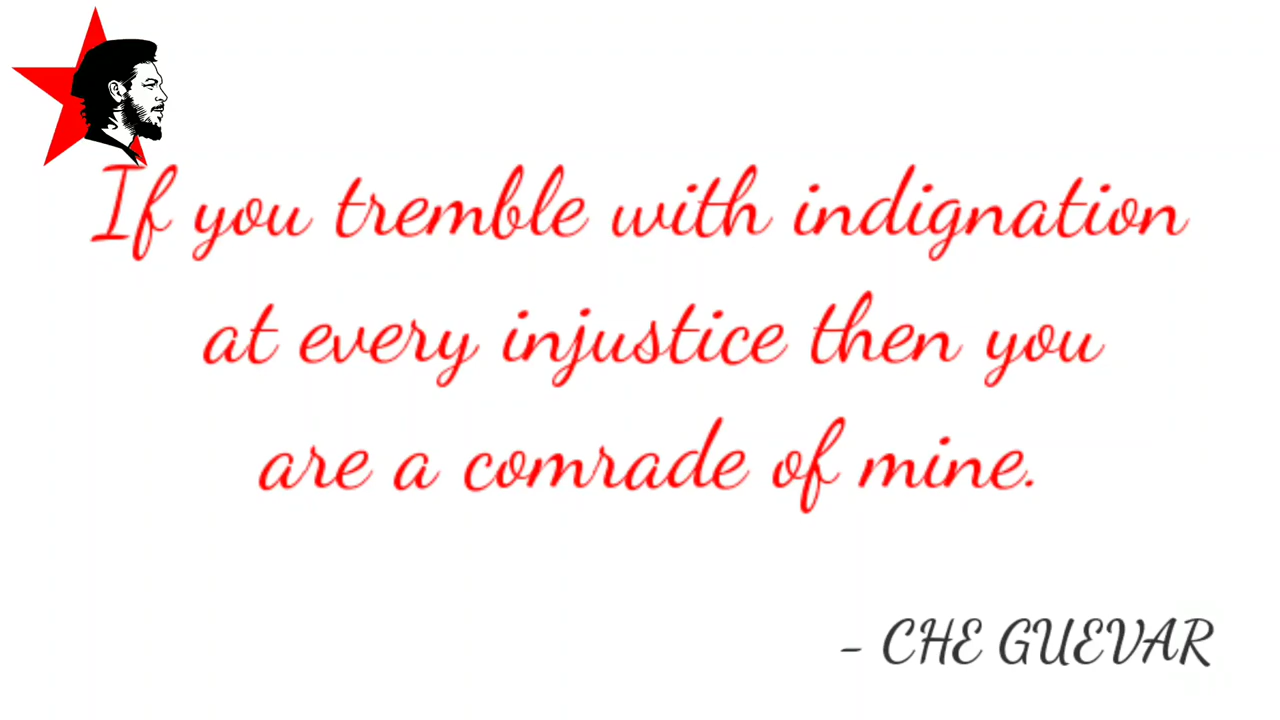 If you tremble with indignation
at every injustice then you
are a comrade of mine.
- CHE GUEVAR